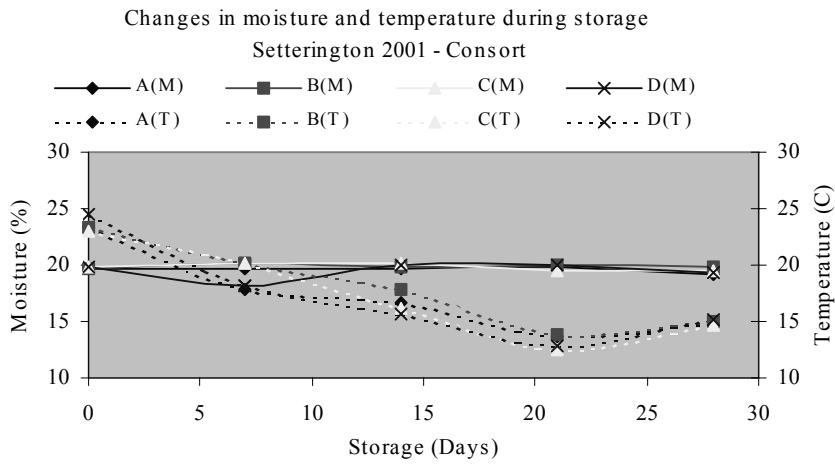 Changes in moisture and temperature during storage
Setterington 2001 - Consort
A(M) B(M) C(M) D(M)
A(T) B(T) C(T) D(T)
30 30
25 25
20 20
15 15
10 10
Moisture (%)
Temperature (C)
0 5 10 15 20 25 30
Storage (Days)